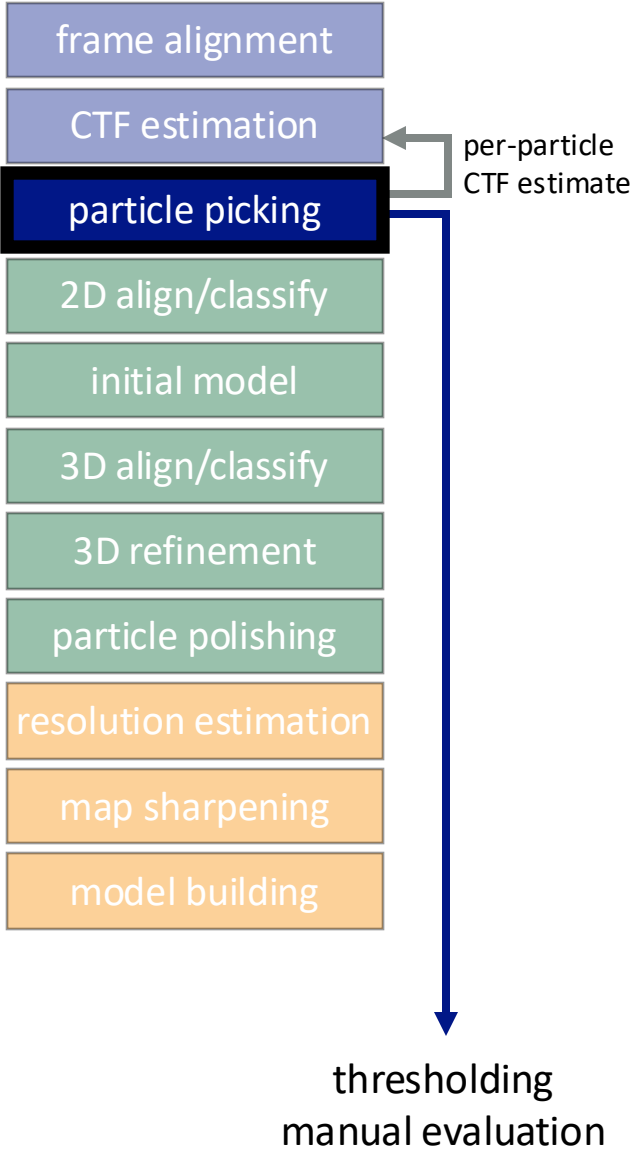 frame alignment
CTF estimation
per-particle
CTF estimate
particle picking
2D align/classify
initial model
3D align/classify
3D refinement
particle polishing
resolution estimation
map sharpening
model building
thresholding
manual evaluation